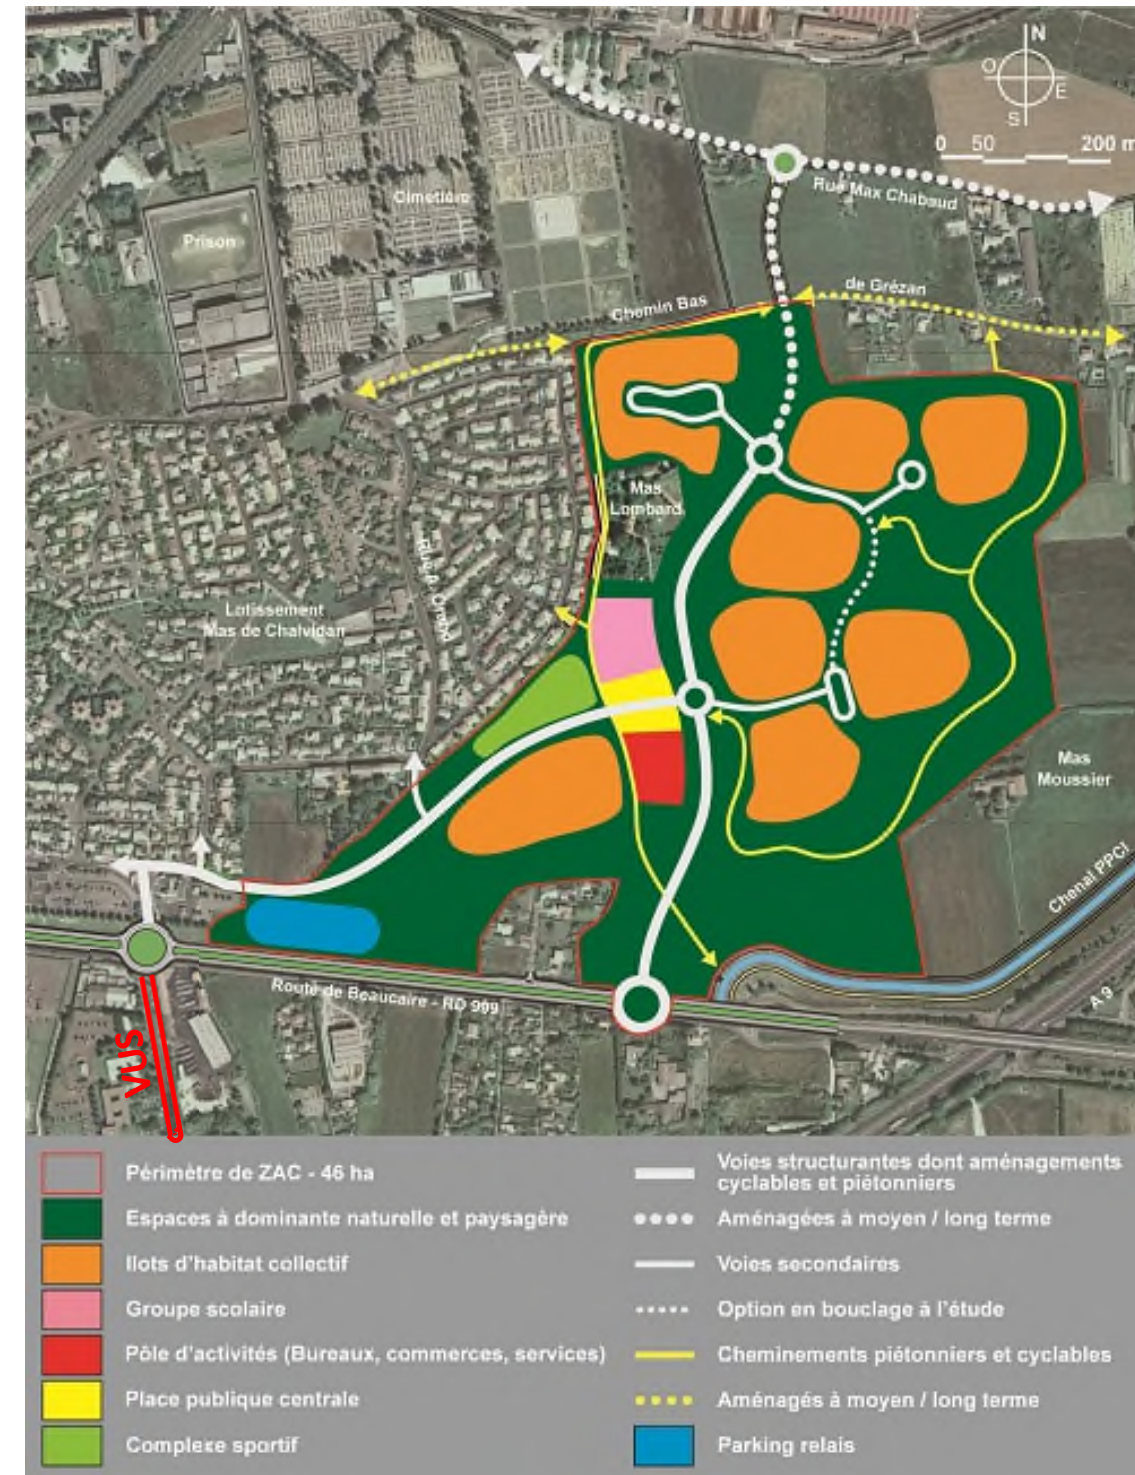 N
O
E
S
0 50 200 m
Rue Max Chabaud
Cimetière
Prison
de Grézan
Chemin Bas
Mas
Lombard
Lotissement
Mas de Chalvidan
Mas
Moussier
Chenal PPCI
A 9
Route de Beaucaire - RD 999
VUS
Périmètre de ZAC - 46 ha
Espaces à dominante naturelle et paysagère
Ilots d'habitat collectif
Groupe scolaire
Pôle d'activités (Bureaux, commerces, services)
Place publique centrale
Complexe sportif
Voies structurantes dont aménagements
cyclables et piétonniers
Aménagées à moyen / long terme
Voies secondaires
Option en bouclage à l'étude
Cheminements piétonniers et cyclables
Aménagés à moyen / long terme
Parking relais